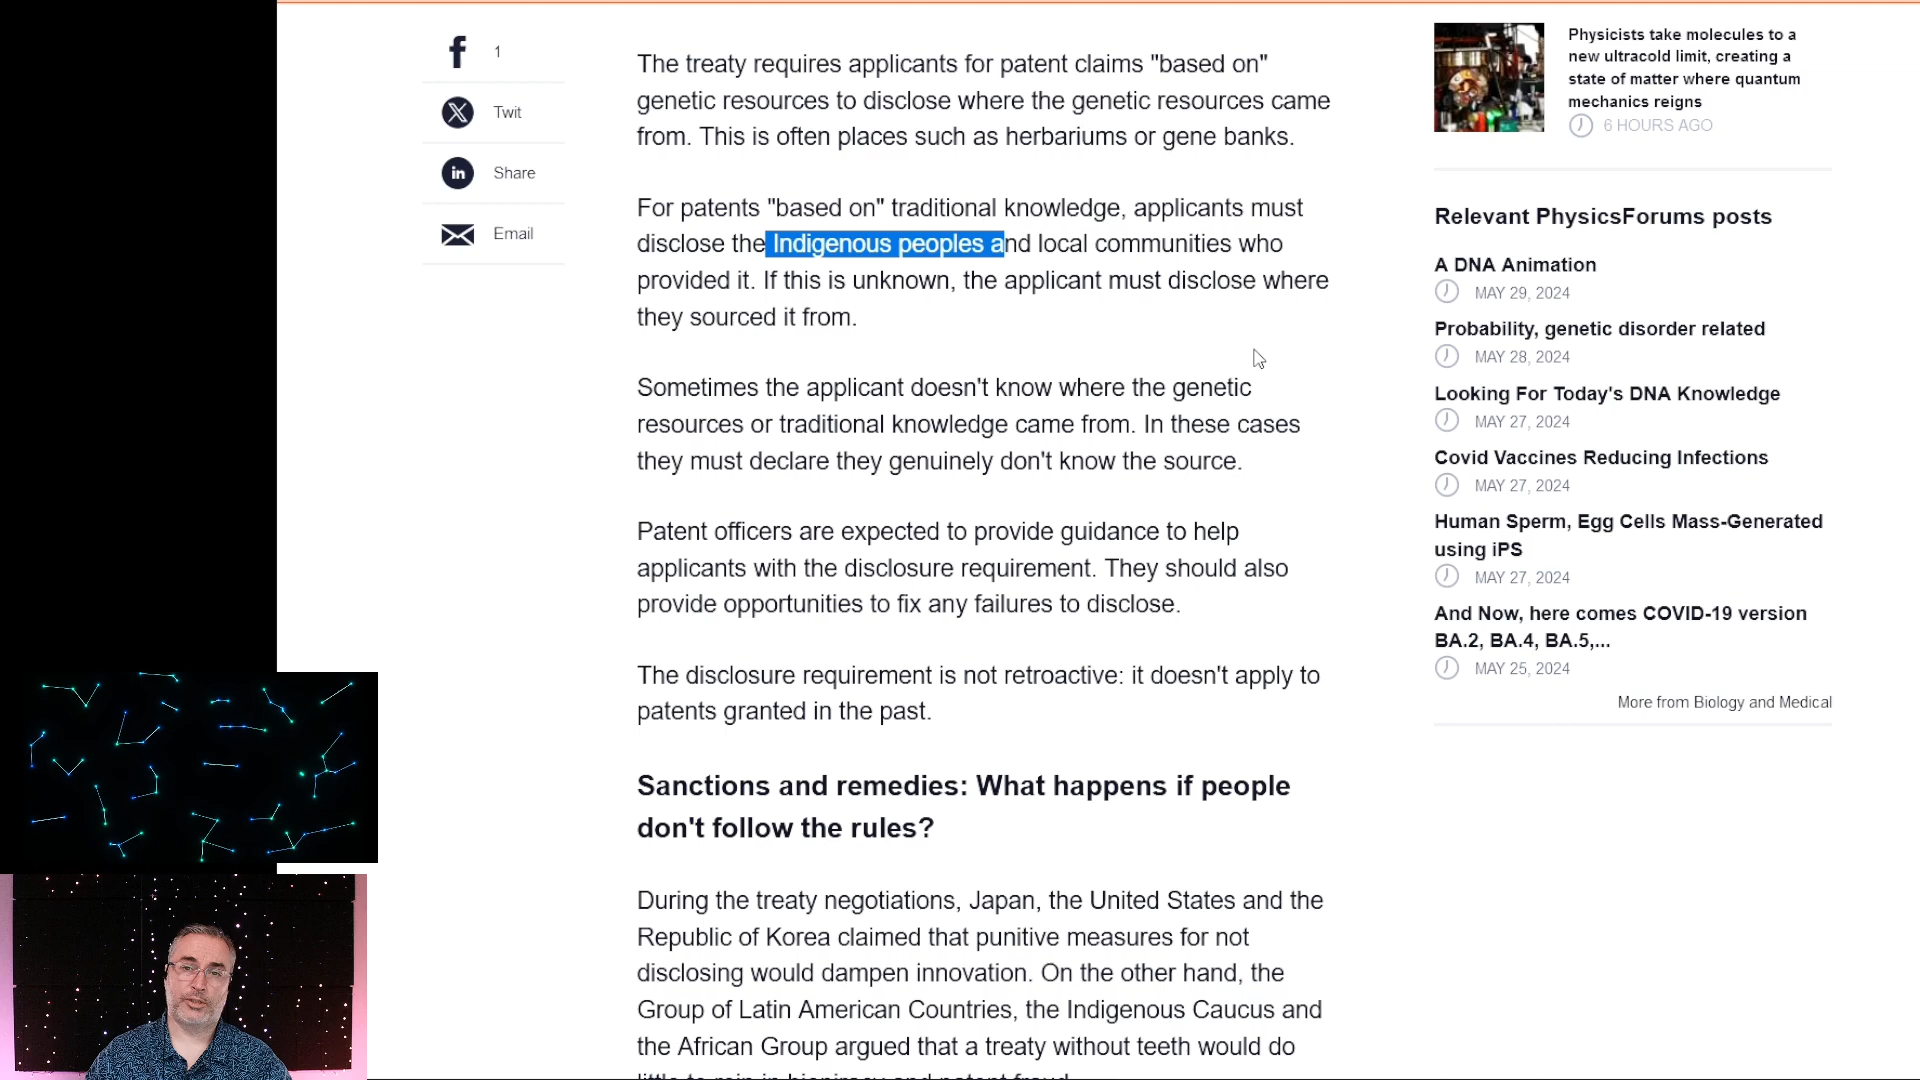 1
Twit
Share
Email
The treaty requires applicants for patent claims "based on"
genetic resources to disclose where the genetic resources came
from. This is often places such as herbariums or gene banks.
For patents "based on" traditional knowledge, applicants must
disclose the Indigenous peoples and local communities who
provided it. If this is unknown, the applicant must disclose where
they sourced it from.
Sometimes the applicant doesn't know where the genetic
resources or traditional knowledge came from. In these cases
they must declare they genuinely don't know the source.
Patent officers are expected to provide guidance to help
applicants with the disclosure requirement. They should also
provide opportunities to fix any failures to disclose.
The disclosure requirement is not retroactive: it doesn't apply to
patents granted in the past.
Sanctions and remedies: What happens if people
don't follow the rules?
During the treaty negotiations, Japan, the United States and the
Republic of Korea claimed that punitive measures for not
disclosing would dampen innovation. On the other hand, the
Group of Latin American Countries, the Indigenous Caucus and
the African Group argued that a treaty without teeth would do
little to rein in biopiracy and patent fraud.
Physicists take molecules to a
new ultracold limit, creating a
state of matter where quantum
mechanics reigns
6 HOURS AGO
Relevant PhysicsForums posts
A DNA Animation
MAY 29, 2024
Probability, genetic disorder related
MAY 28, 2024
Looking For Today's DNA Knowledge
MAY 27, 2024
Covid Vaccines Reducing Infections
MAY 27, 2024
Human Sperm, Egg Cells Mass-Generated
using iPS
MAY 27, 2024
And Now, here comes COVID-19 version
BA.2, BA.4, BA.5,...
MAY 25, 2024
More from Biology and Medical